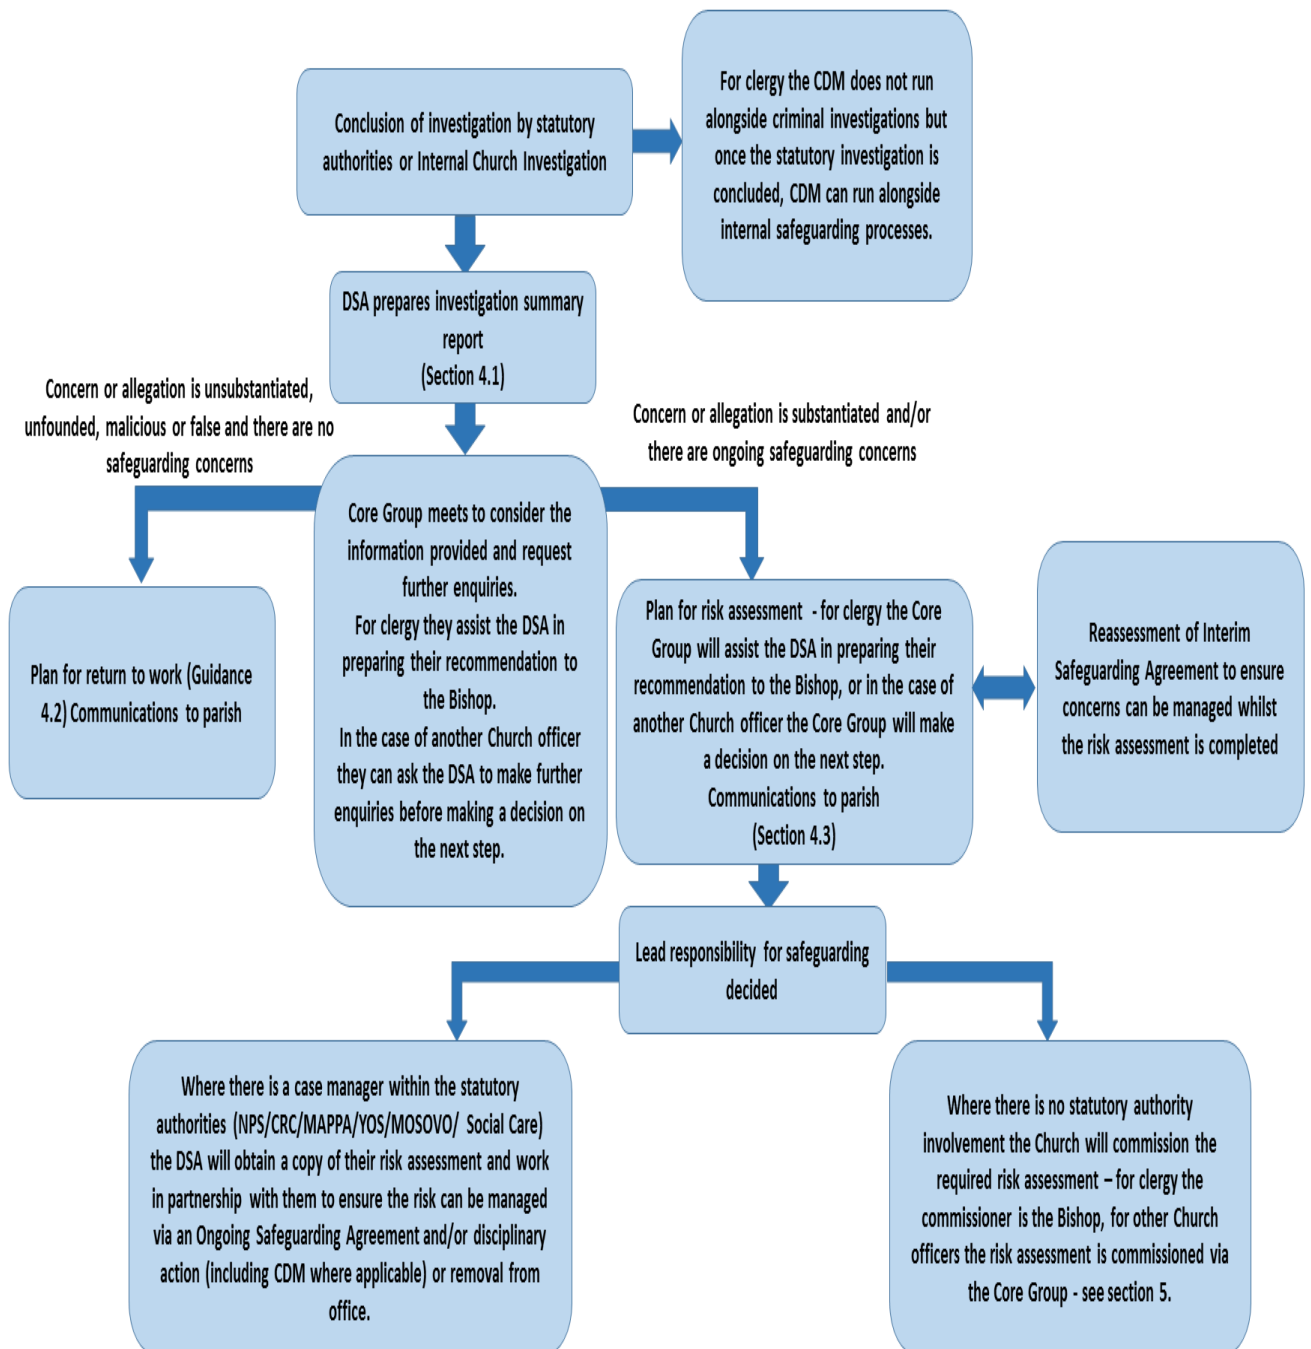 Conclusion of investigation by statutory
authorities or Internal Church Investigation
For clergy the CDM does not run
alongside criminal investigations but
once the statutory investigation is
concluded, CDM can run alongside
internal safeguarding processes.
DSA prepares investigation summary
report
(Section 4.1)
Concern or allegation is unsubstantiated,
unfounded, malicious or false and there are no
safeguarding concerns
Concern or allegation is substantiated and/or
there are ongoing safeguarding concerns
Plan for return to work (Guidance
4.2) Communications to parish
Core Group meets to consider the
information provided and request
further enquiries.
For clergy they assist the DSA in
preparing their recommendation to
the Bishop.
In the case of another Church officer
they can ask the DSA to make further
enquiries before making a decision on
the next step.
Plan for risk assessment - for clergy the Core
Group will assist the DSA in preparing their
recommendation to the Bishop, or in the case of
another Church officer the Core Group will make
a decision on the next step.
Communications to parish
(Section 4.3)
Reassessment of Interim
Safeguarding Agreement to ensure
concerns can be managed whilst
the risk assessment is completed
Lead responsibility for safeguarding
decided
Where there is a case manager within the statutory
authorities (NPS/CRC/MAPPA/YOS/MOSOVO/ Social Care)
the DSA will obtain a copy of their risk assessment and work
in partnership with them to ensure the risk can be managed
via an Ongoing Safeguarding Agreement and/or disciplinary
action (including CDM where applicable) or removal from
office.
Where there is no statutory authority
involvement the Church will commission the
required risk assessment – for clergy the
commissioner is the Bishop, for other Church
officers the risk assessment is commissioned via
the Core Group - see section 5.